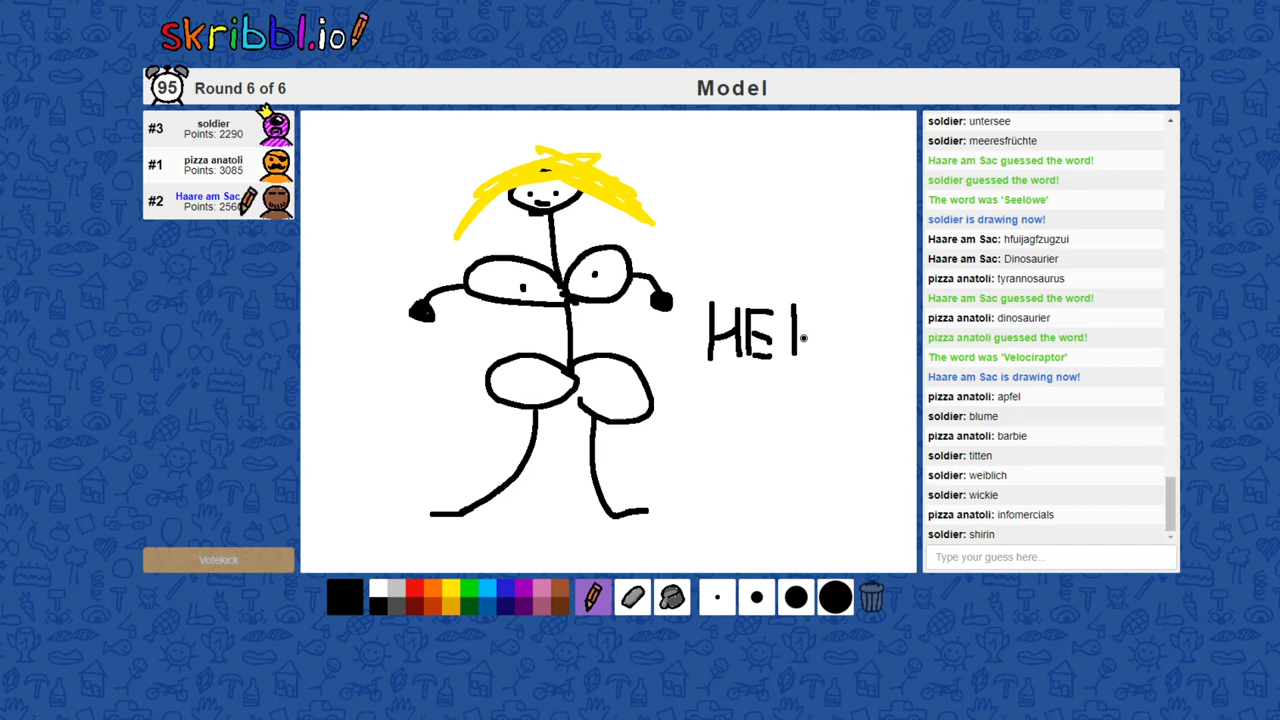 skribbl.io
95
Round 6 of 6
Model
#3
soldier
Points: 2290
#1
pizza anatoli
Points: 3085
#2
Haare am Sac
Points: 2560
Votekick
HEI
soldier: untersee
soldier: meeresfrüchte
Haare am Sac guessed the word!
soldier guessed the word!
The word was 'Seelöwe'
soldier is drawing now!
Haare am Sac: hfuijagfzugzui
Haare am Sac: Dinosaurier
pizza anatoli: tyrannosaurus
Haare am Sac guessed the word!
pizza anatoli: dinosaurier
pizza anatoli guessed the word!
The word was 'Velociraptor'
Haare am Sac is drawing now!
pizza anatoli: apfel
soldier: blume
pizza anatoli: barbie
soldier: titten
soldier: weiblich
soldier: wickie
pizza anatoli: infomercials
soldier: shirin
Type your guess here...